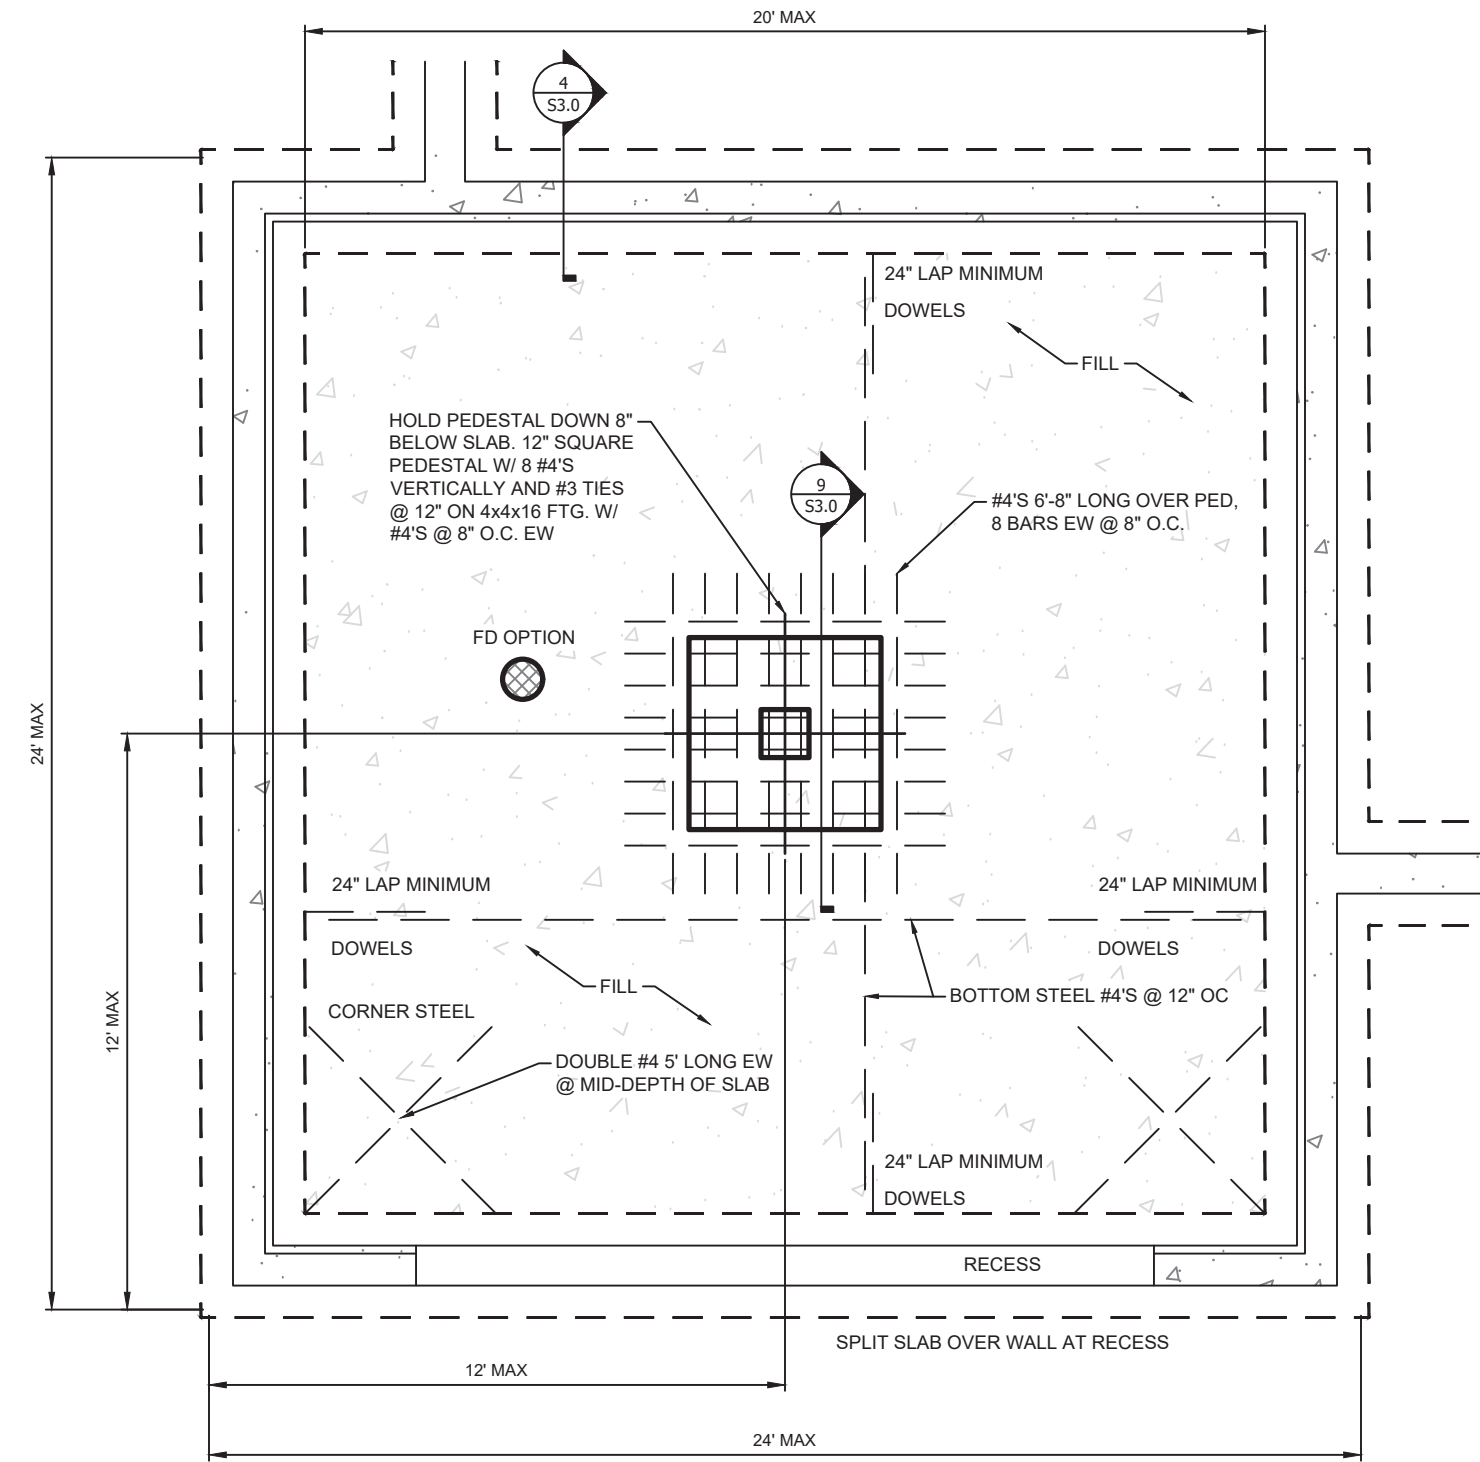 20' MAX
4
S3.0
24" LAP MINIMUM
DOWELS
FILL
HOLD PEDESTAL DOWN 8"
BELOW SLAB. 12" SQUARE
PEDESTAL W/ 8 #4'S
VERTICALLY AND #3 TIES
@ 12" ON 4x4x16 FTG. W/
#4'S @ 8" O.C. EW
9
S3.0
#4'S 6'-8" LONG OVER PED,
8 BARS EW @ 8" O.C.
FD OPTION
24' MAX
24" LAP MINIMUM
24" LAP MINIMUM
DOWELS
DOWELS
FILL
BOTTOM STEEL #4'S @ 12" OC
12' MAX
CORNER STEEL
DOUBLE #4 5' LONG EW
@ MID-DEPTH OF SLAB
24" LAP MINIMUM
DOWELS
RECESS
SPLIT SLAB OVER WALL AT RECESS
12' MAX
24' MAX